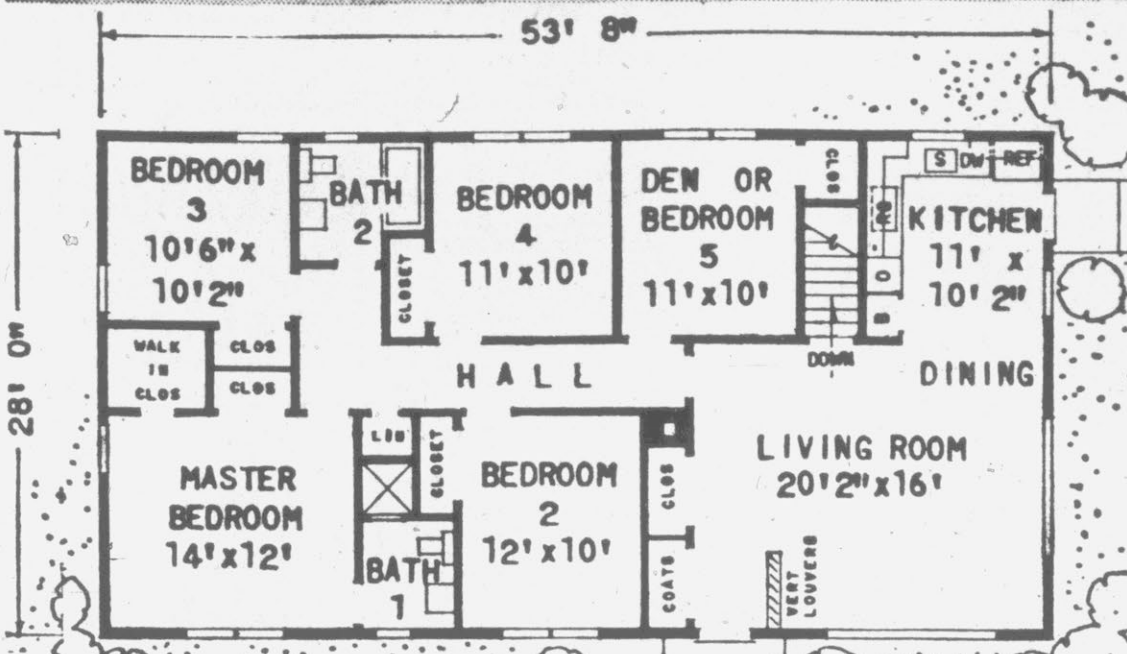 53' 8"
28' 0"
BEDROOM
3
10'6" x
10'2"
BATH
2
CLOSET
BEDROOM
4
11' x 10'
DEN OR
BEDROOM
5
11' x 10'
CLOS
S DW REF
KITCHEN
11' x
10' 2"
O
B
DOWN
DINING
WALK
IN
CLOS
CLOS
CLOS
HALL
MASTER
BEDROOM
14' x 12'
LIN
CLOSET
BATH
1
BEDROOM
2
12' x 10'
CLOS
COATS
LIVING ROOM
20'2" x 16'
VERT
LOUVERS